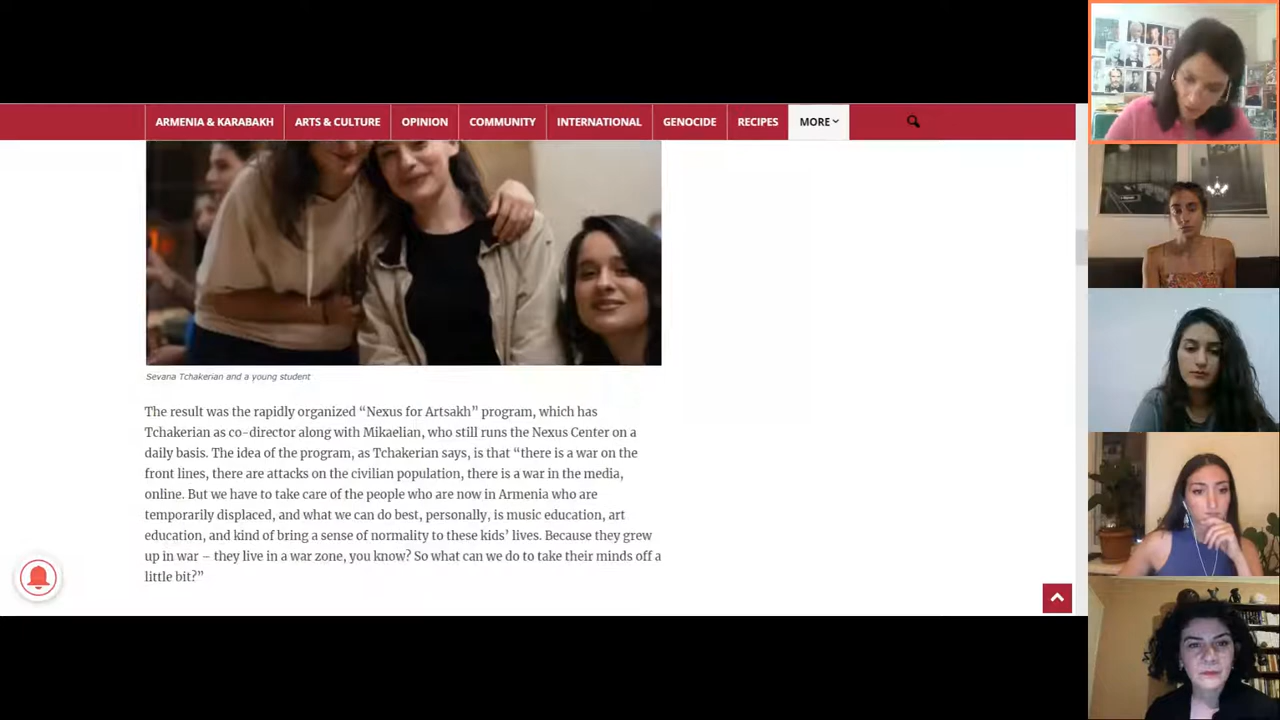 ARMENIA & KARABAKH ARTS & CULTURE OPINION COMMUNITY INTERNATIONAL GENOCIDE RECIPES MORE
Sevana Tchakerian and a young student
The result was the rapidly organized “Nexus for Artsakh” program, which has
Tchakerian as co-director along with Mikaelian, who still runs the Nexus Center on a
daily basis. The idea of the program, as Tchakerian says, is that “there is a war on the
front lines, there are attacks on the civilian population, there is a war in the media,
online. But we have to take care of the people who are now in Armenia who are
temporarily displaced, and what we can do best, personally, is music education, art
education, and kind of bring a sense of normality to these kids’ lives. Because they grew
up in war – they live in a war zone, you know? So what can we do to take their minds off a
little bit?”